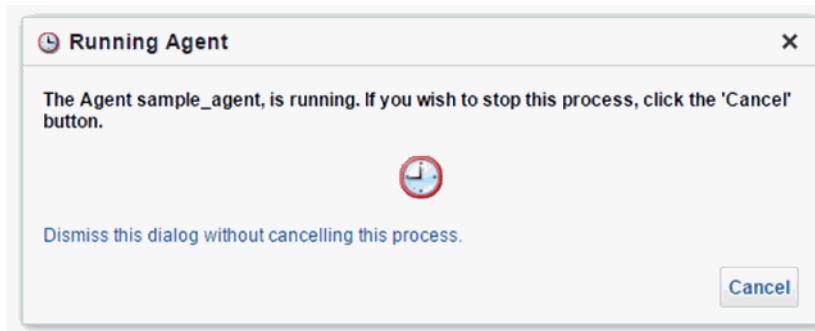 Running Agent
The Agent sample_agent, is running. If you wish to stop this process, click the 'Cancel'
button.
Dismiss this dialog without cancelling this process.
Cancel